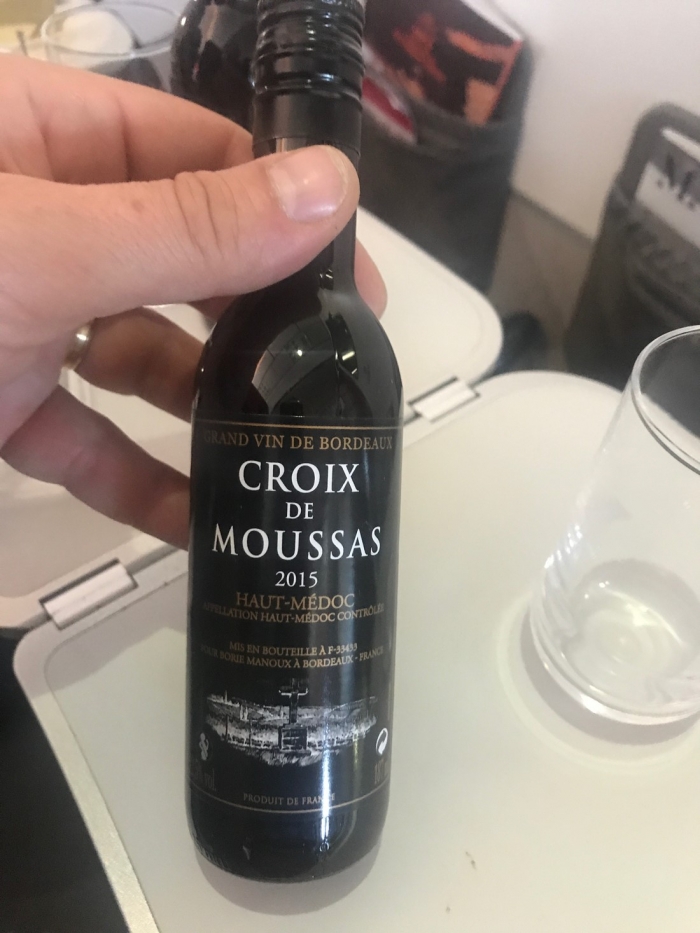 GRAND VIN DE BORDEAUX
CROIX
DE
MOUSSAS
2015
HAUT-MÉDOC
APPELLATION HAUT-MÉDOC CONTRÔLÉE
MIS EN BOUTEILLE À F-33433
POUR BORIE MANOUX À BORDEAUX - FRANCE
PRODUIT DE FRANCE